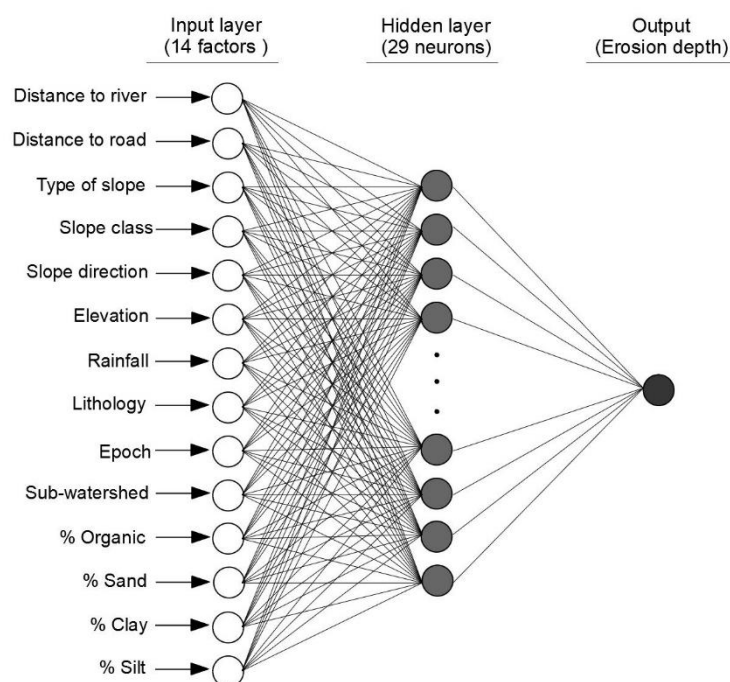 Input layer
(14 factors )
Hidden layer
(29 neurons)
Output
(Erosion depth)
Distance to river
Distance to road
Type of slope
Slope class
Slope direction
Elevation
Rainfall
Lithology
Epoch
Sub-watershed
% Organic
% Sand
% Clay
% Silt